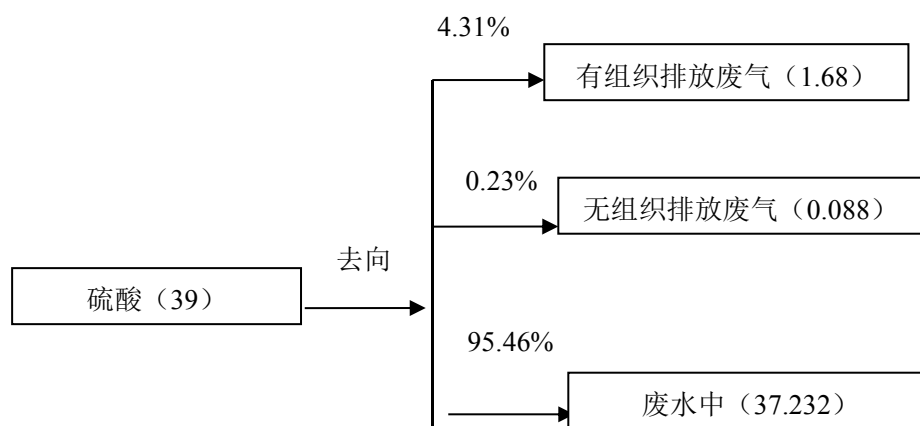 4.31%
有组织排放废气（1.68）
0.23%
无组织排放废气（0.088）
去向
硫酸（39）
95.46%
废水中（37.232）